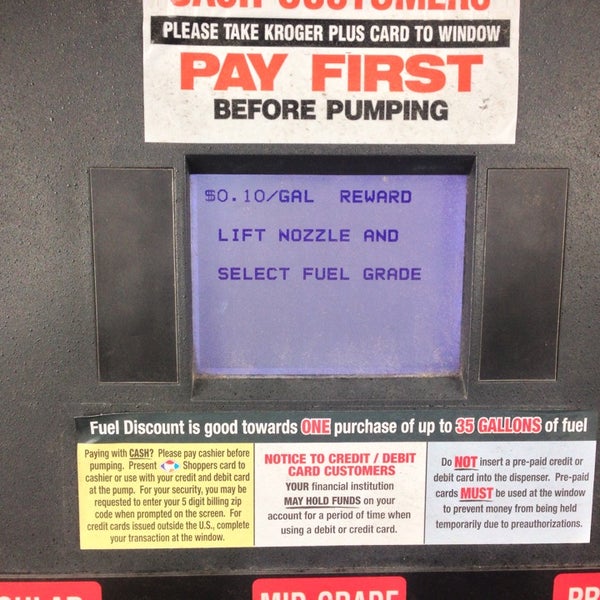 CASH CUSTOMERS
PLEASE TAKE KROGER PLUS CARD TO WINDOW
PAY FIRST
BEFORE PUMPING
$0.10/GAL REWARD
LIFT NOZZLE AND
SELECT FUEL GRADE
Fuel Discount is good towards ONE purchase of up to 35 GALLONS of fuel
Paying with CASH? Please pay cashier before
pumping. Present Shoppers card to
cashier or use with your credit and debit card
at the pump. For your security, you may be
requested to enter your 5 digit billing zip
code when prompted on the screen. For
credit cards issued outside the U.S., complete
your transaction at the window.
NOTICE TO CREDIT / DEBIT
CARD CUSTOMERS
YOUR financial institution
MAY HOLD FUNDS on your
account for a period of time when
using a debit or credit card.
Do NOT insert a pre-paid credit or
debit card into the dispenser. Pre-paid
cards MUST be used at the window
to prevent money from being held
temporarily due to preauthorizations.
MID-GRADE